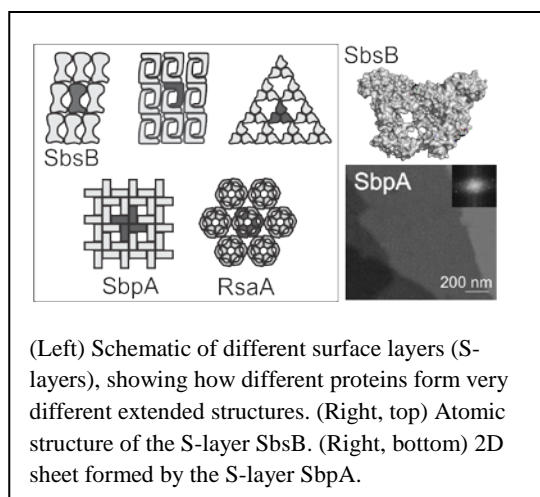 SbsB
SbpA
RsaA
SbsB
SbpA
200 nm
(Left) Schematic of different surface layers (S-
layers), showing how different proteins form very
different extended structures. (Right, top) Atomic
structure of the S-layer SbsB. (Right, bottom) 2D
sheet formed by the S-layer SbpA.